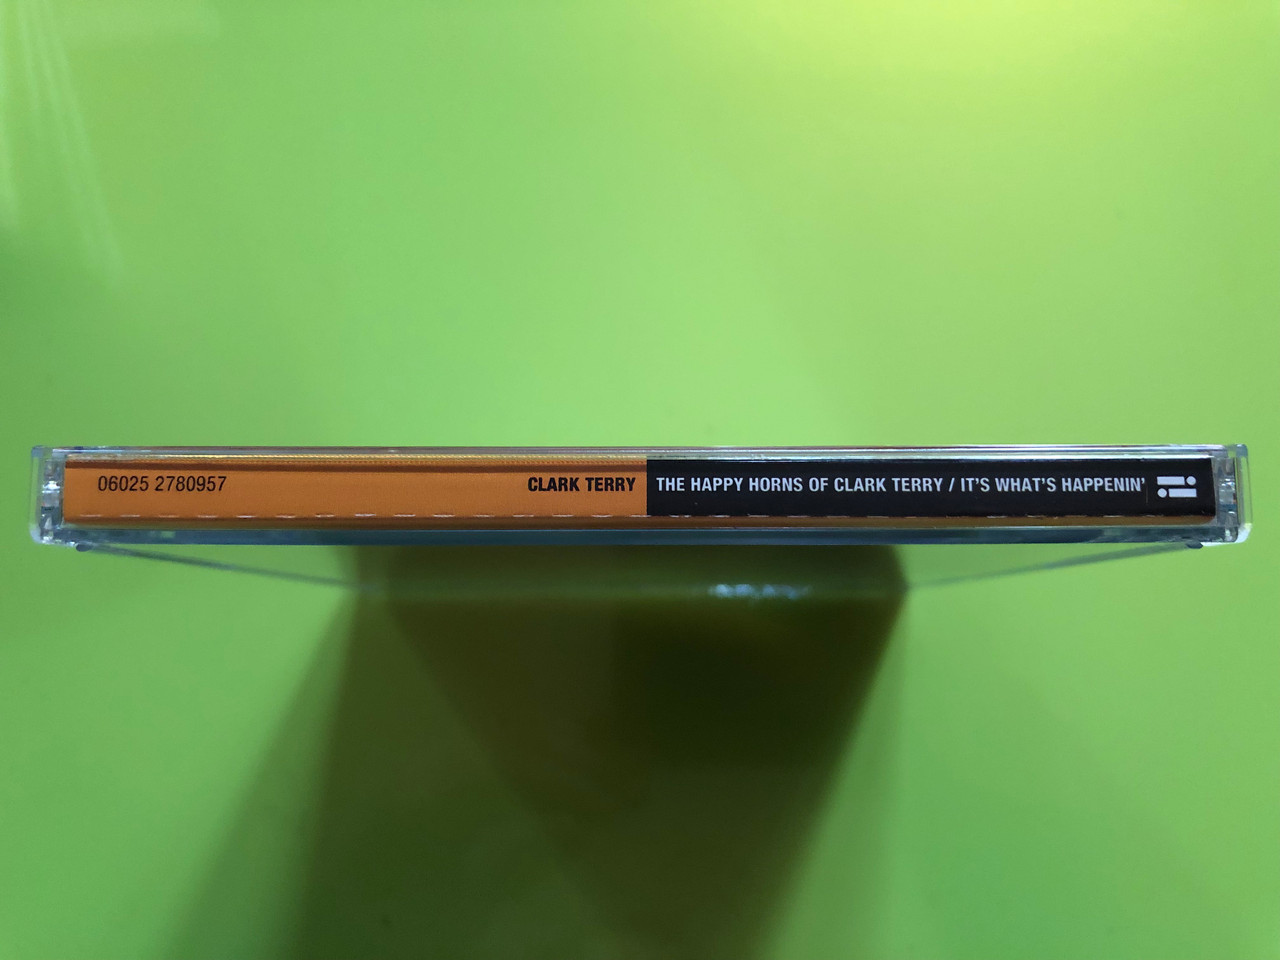 06025 2780957 CLARK TERRY THE HAPPY HORNS OF CLARK TERRY / IT'S WHAT'S HAPPENIN'